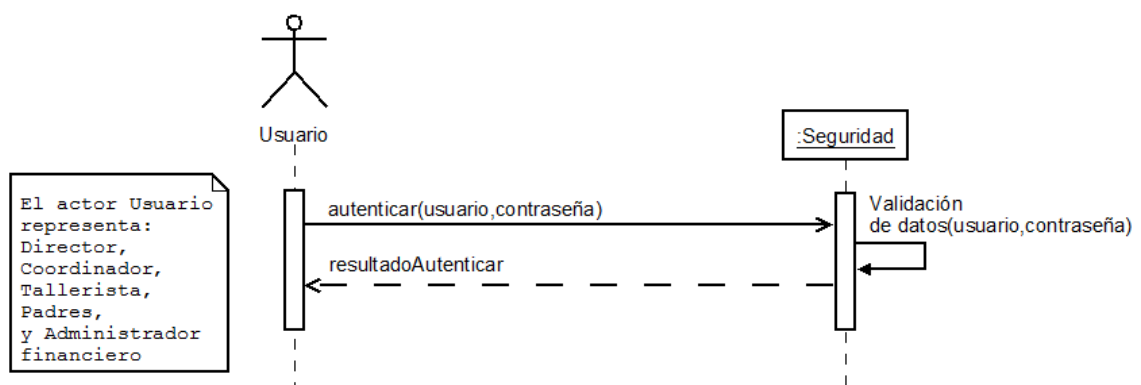 Usuario
:Seguridad
El actor Usuario
representa:
Director,
Coordinador,
Tallerista,
Padres,
y Administrador
financiero
autenticar(usuario,contraseña)
Validación
de datos(usuario,contraseña)
resultadoAutenticar